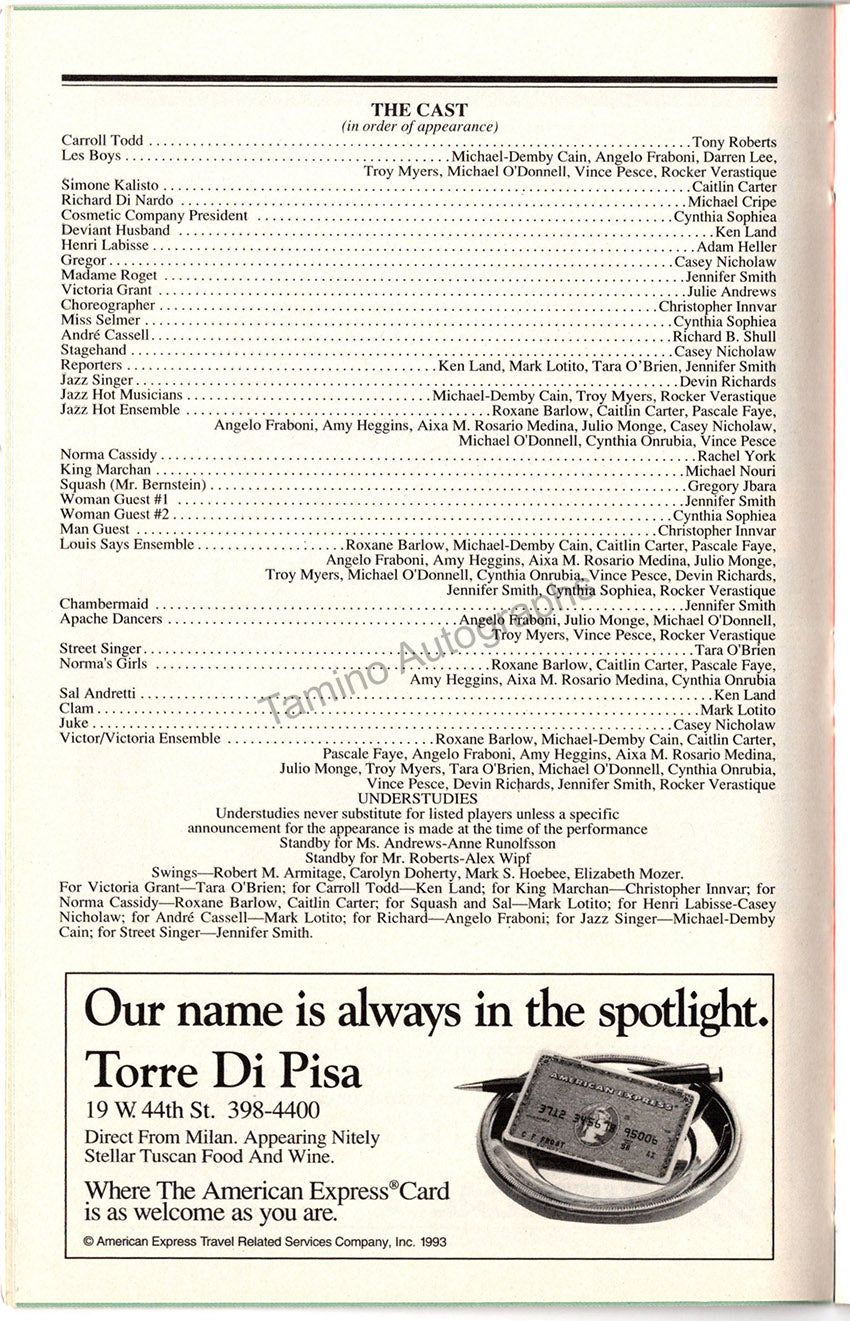 THE CAST
(in order of appearance)
Carroll Todd . . . . . . . . . . Tony Roberts
Les Boys . . . . . . . . . . Michael-Demby Cain, Angelo Fraboni, Darren Lee,
Troy Myers, Michael O'Donnell, Vince Pesce, Rocker Verastique
Simone Kalisto . . . . . . . . . . Caitlin Carter
Richard Di Nardo . . . . . . . . . . Michael Cripe
Cosmetic Company President . . . . . . . . . . Cynthia Sophiea
Deviant Husband . . . . . . . . . . Ken Land
Henri Labisse . . . . . . . . . . Adam Heller
Gregor . . . . . . . . . . Casey Nicholaw
Madame Roget . . . . . . . . . . Jennifer Smith
Victoria Grant . . . . . . . . . . Julie Andrews
Choreographer . . . . . . . . . . Christopher Innvar
Miss Selmer . . . . . . . . . . Cynthia Sophiea
André Cassell . . . . . . . . . . Richard B. Shull
Stagehand . . . . . . . . . . Casey Nicholaw
Reporters . . . . . . . . . . Ken Land, Mark Lotito, Tara O'Brien, Jennifer Smith
Jazz Singer . . . . . . . . . . Devin Richards
Jazz Hot Musicians . . . . . . . . . . Michael-Demby Cain, Troy Myers, Rocker Verastique
Jazz Hot Ensemble . . . . . . . . . . Roxane Barlow, Caitlin Carter, Pascale Faye,
Angelo Fraboni, Amy Heggins, Aixa M. Rosario Medina, Julio Monge, Casey Nicholaw,
Michael O'Donnell, Cynthia Onrubia, Vince Pesce
Norma Cassidy . . . . . . . . . . Rachel York
King Marchan . . . . . . . . . . Michael Nouri
Squash (Mr. Bernstein) . . . . . . . . . . Gregory Jbara
Woman Guest #1 . . . . . . . . . . Jennifer Smith
Woman Guest #2 . . . . . . . . . . Cynthia Sophiea
Man Guest . . . . . . . . . . Christopher Innvar
Louis Says Ensemble . . . . . . . . . . Roxane Barlow, Michael-Demby Cain, Caitlin Carter, Pascale Faye,
Angelo Fraboni, Amy Heggins, Aixa M. Rosario Medina, Julio Monge,
Troy Myers, Michael O'Donnell, Cynthia Onrubia, Vince Pesce, Devin Richards,
Jennifer Smith, Cynthia Sophiea, Rocker Verastique
Chambermaid . . . . . . . . . . Jennifer Smith
Apache Dancers . . . . . . . . . . Angelo Fraboni, Julio Monge, Michael O'Donnell,
Troy Myers, Vince Pesce, Rocker Verastique
Street Singer . . . . . . . . . . Tara O'Brien
Norma's Girls . . . . . . . . . . Roxane Barlow, Caitlin Carter, Pascale Faye,
Amy Heggins, Aixa M. Rosario Medina, Cynthia Onrubia
Sal Andretti . . . . . . . . . . Ken Land
Clam . . . . . . . . . . Mark Lotito
Juke . . . . . . . . . . Casey Nicholaw
Victor/Victoria Ensemble . . . . . . . . . . Roxane Barlow, Michael-Demby Cain, Caitlin Carter,
Pascale Faye, Angelo Fraboni, Amy Heggins, Aixa M. Rosario Medina,
Julio Monge, Troy Myers, Tara O'Brien, Michael O'Donnell, Cynthia Onrubia,
Vince Pesce, Devin Richards, Jennifer Smith, Rocker Verastique
UNDERSTUDIES
Understudies never substitute for listed players unless a specific
announcement for the appearance is made at the time of the performance
Standby for Ms. Andrews-Anne Runolfsson
Standby for Mr. Roberts-Alex Wipf
Swings—Robert M. Armitage, Carolyn Doherty, Mark S. Hoebee, Elizabeth Mozer.
For Victoria Grant—Tara O'Brien; for Carroll Todd—Ken Land; for King Marchan—Christopher Innvar; for
Norma Cassidy—Roxane Barlow, Caitlin Carter; for Squash and Sal—Mark Lotito; for Henri Labisse-Casey
Nicholaw; for André Cassell—Mark Lotito; for Richard—Angelo Fraboni; for Jazz Singer—Michael-Demby
Cain; for Street Singer—Jennifer Smith.
Tamino Autographs
Our name is always in the spotlight.
Torre Di Pisa
19 W. 44th St. 398-4400
Direct From Milan. Appearing Nitely
Stellar Tuscan Food And Wine.
Where The American Express® Card
is as welcome as you are.
© American Express Travel Related Services Company, Inc. 1993
AMERICAN EXPRESS
3712 345678 95006
C F FROST